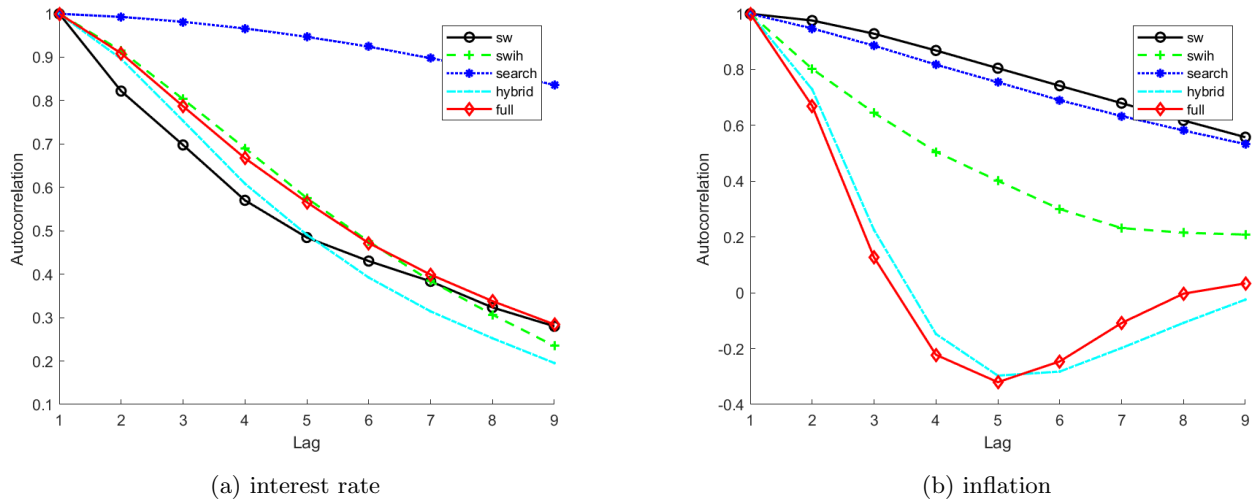 1
0.9
0.8
0.7
0.6
0.5
0.4
0.3
0.2
0.1
Autocorrelation
sw
swih
search
hybrid
full
1 2 3 4 5 6 7 8 9
Lag
(a) interest rate
1
0.8
0.6
0.4
0.2
0
-0.2
-0.4
Autocorrelation
sw
swih
search
hybrid
full
1 2 3 4 5 6 7 8 9
Lag
(b) inflation